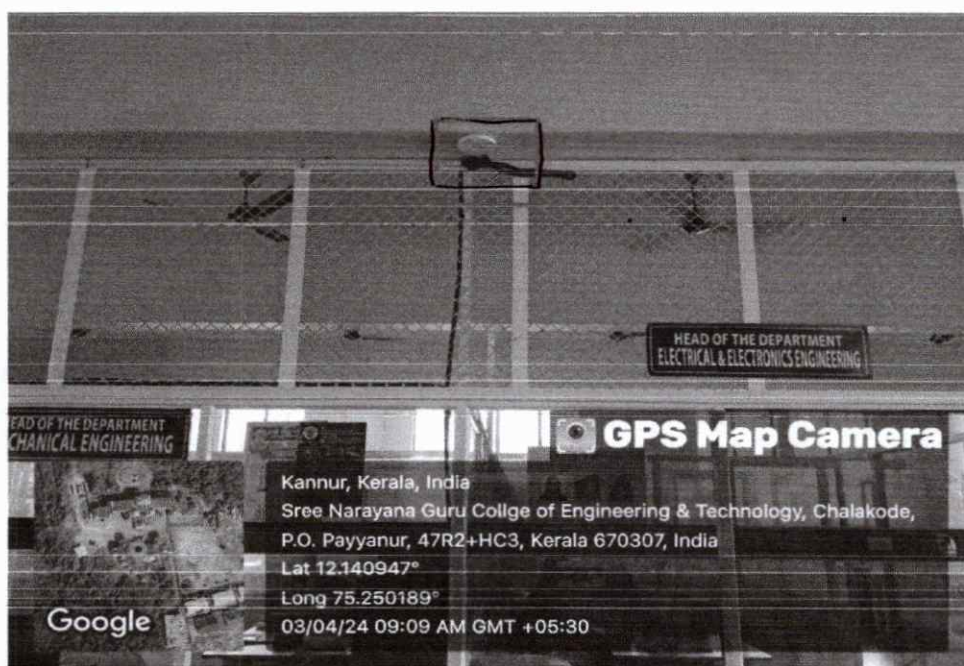 HEAD OF THE DEPARTMENT
ELECTRICAL & ELECTRONICS ENGINEERING
EAD OF THE DEPARTMENT
CHANICAL ENGINEERING
GPS Map Camera
Kannur, Kerala, India
Sree Narayana Guru Collge of Engineering & Technology, Chalakode,
P.O. Payyanur, 47R2+HC3, Kerala 670307, India
Lat 12.140947°
Long 75.250189°
03/04/24 09:09 AM GMT +05:30
Google